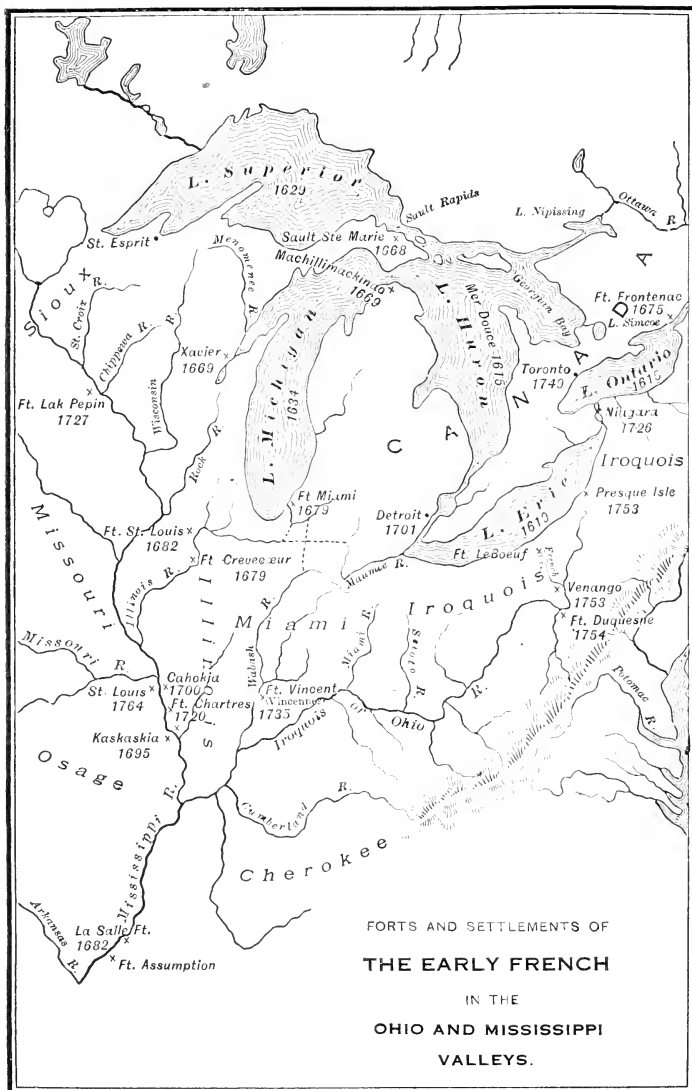 L. Superior
1629
Sault Rapids
L. Nipissing
Ottawa R.
St. Esprit
Menomenee R.
Sault Ste Marie
1668
Machillimackinac
1669
Sioux
St. Croix R.
Chippewa R.
Wisconsin R.
Xavier
1669
L. Michigan
1634
L. Huron
Mer Douce 1615
Georgian Bay
Ft. Frontenac
1675
L. Simcoe
CANADA
Toronto
1749
L. Ontario
1615
Niagara
1726
Ft. Lak Pepin
1727
Rock R.
Iroquois
Ft Miami
1679
Detroit
1701
L. Erie
Presque Isle
1753
Missouri
Ft. St. Louis
1682
Ft Crevecœur
1679
Ft. LeBoeuf
French
Maumee R.
Illinois R.
Illinois
Miami
Iroquois
Venango
1753
Ft. Duquesne
1754
Wabash R.
Miami R.
Scioto R.
Potomac R.
Missouri R.
Cahokia
1700
St. Louis
1764
Ft. Chartres
1720
Ft. Vincent
(Vincennes)
1735
Iroquois or Ohio R.
Kaskaskia
1695
Osage
Mississippi R.
Cumberland R.
Cherokee
Arkansas R.
La Salle Ft.
1682
Ft. Assumption
FORTS AND SETTLEMENTS OF
THE EARLY FRENCH
IN THE
OHIO AND MISSISSIPPI
VALLEYS.